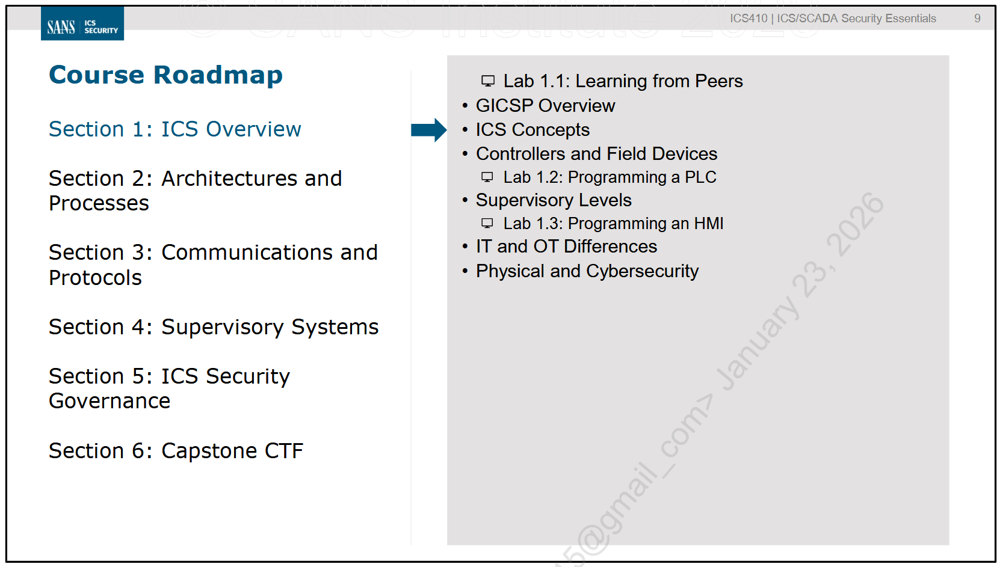 © SANS Institute 2026
SANS
ICS
SECURITY
ICS410 | ICS/SCADA Security Essentials
9
Course Roadmap
Section 1: ICS Overview
Section 2: Architectures and
Processes
Section 3: Communications and
Protocols
Section 4: Supervisory Systems
Section 5: ICS Security
Governance
Section 6: Capstone CTF
Lab 1.1: Learning from Peers
• GICSP Overview
• ICS Concepts
• Controllers and Field Devices
Lab 1.2: Programming a PLC
• Supervisory Levels
Lab 1.3: Programming an HMI
• IT and OT Differences
• Physical and Cybersecurity
5@gmail_com> January 23, 2026